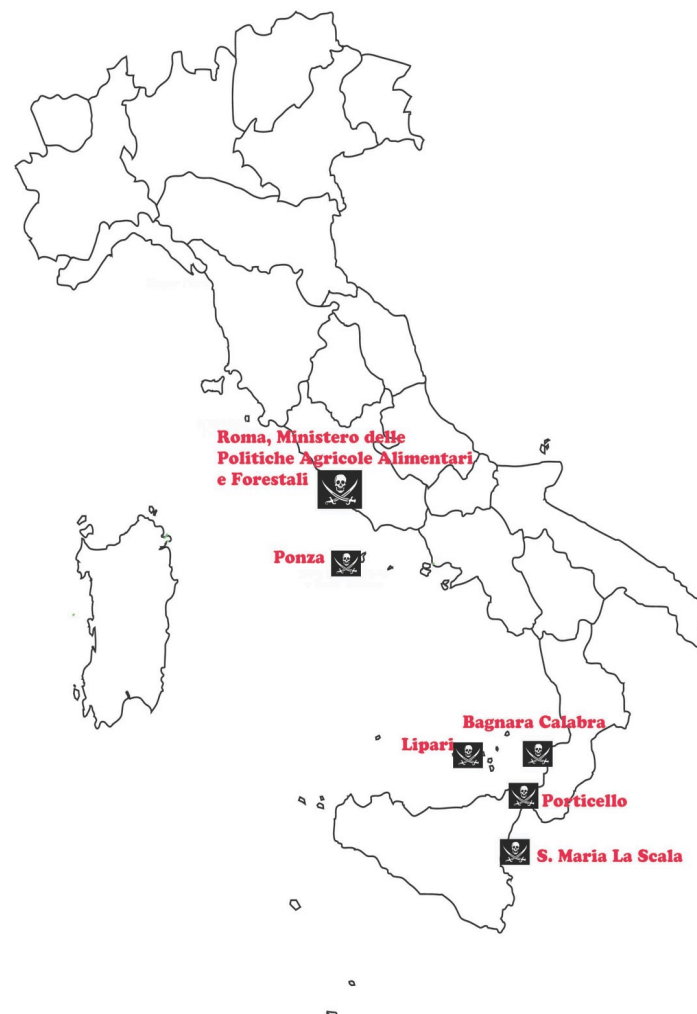 Roma, Ministero delle
Politiche Agricole Alimentari
e Forestali
Ponza
Bagnara Calabra
Lipari
Porticello
S. Maria La Scala